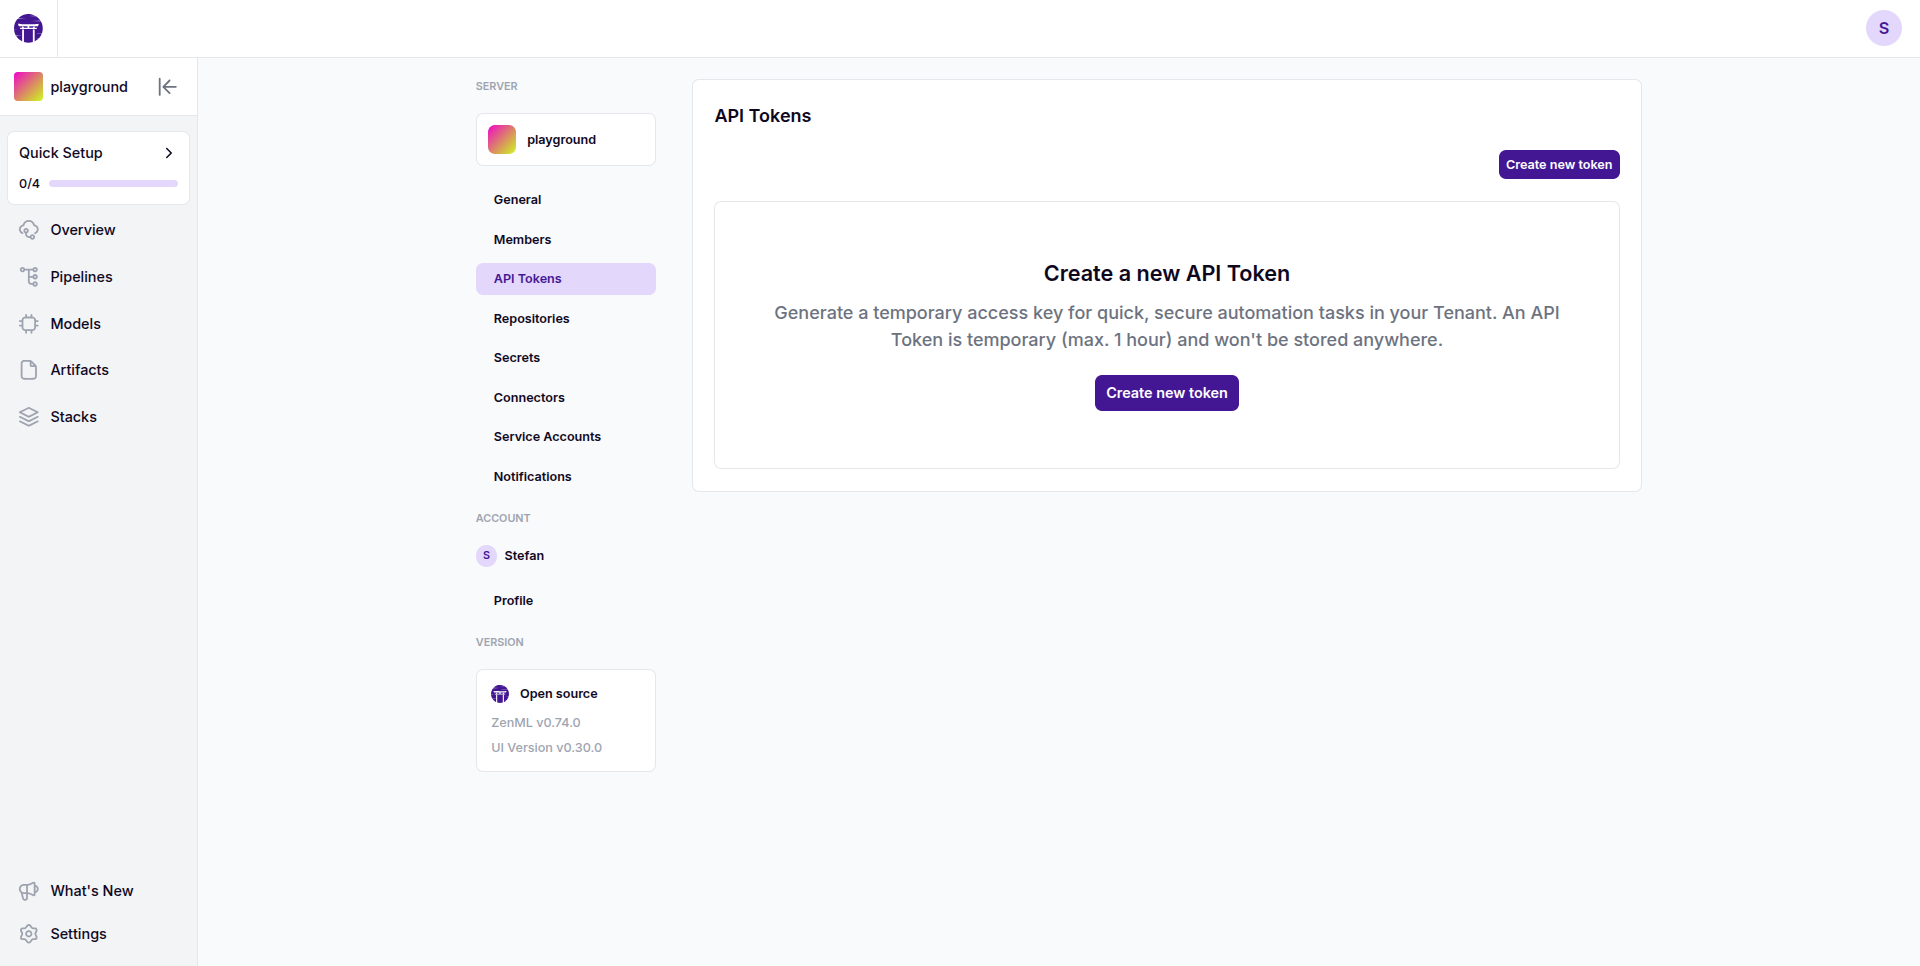 S
playground
Quick Setup
0/4
Overview
Pipelines
Models
Artifacts
Stacks
What's New
Settings
SERVER
playground
General
Members
API Tokens
Repositories
Secrets
Connectors
Service Accounts
Notifications
ACCOUNT
S Stefan
Profile
VERSION
Open source
ZenML v0.74.0
UI Version v0.30.0
API Tokens
Create new token
Create a new API Token
Generate a temporary access key for quick, secure automation tasks in your Tenant. An API
Token is temporary (max. 1 hour) and won't be stored anywhere.
Create new token